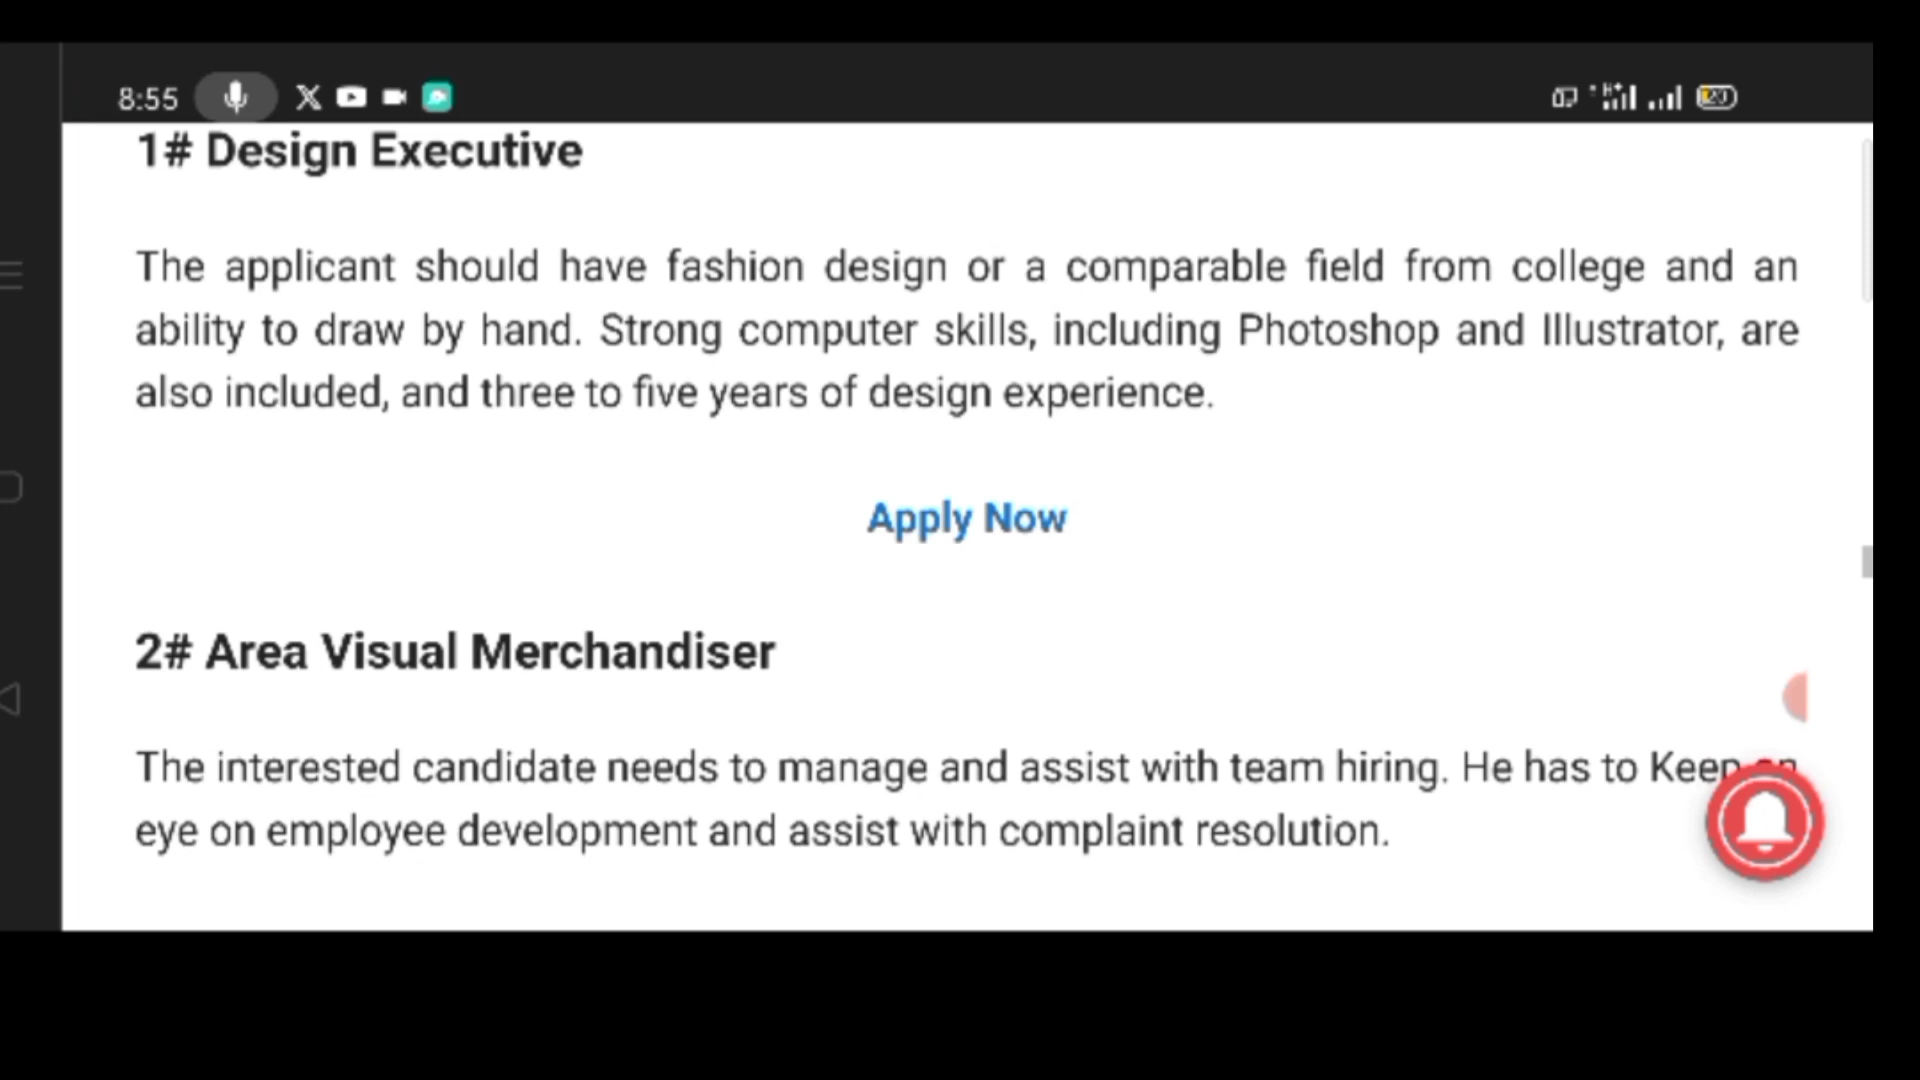 8:55
1# Design Executive
The applicant should have fashion design or a comparable field from college and an
ability to draw by hand. Strong computer skills, including Photoshop and Illustrator, are
also included, and three to five years of design experience.
Apply Now
2# Area Visual Merchandiser
The interested candidate needs to manage and assist with team hiring. He has to Keep an
eye on employee development and assist with complaint resolution.